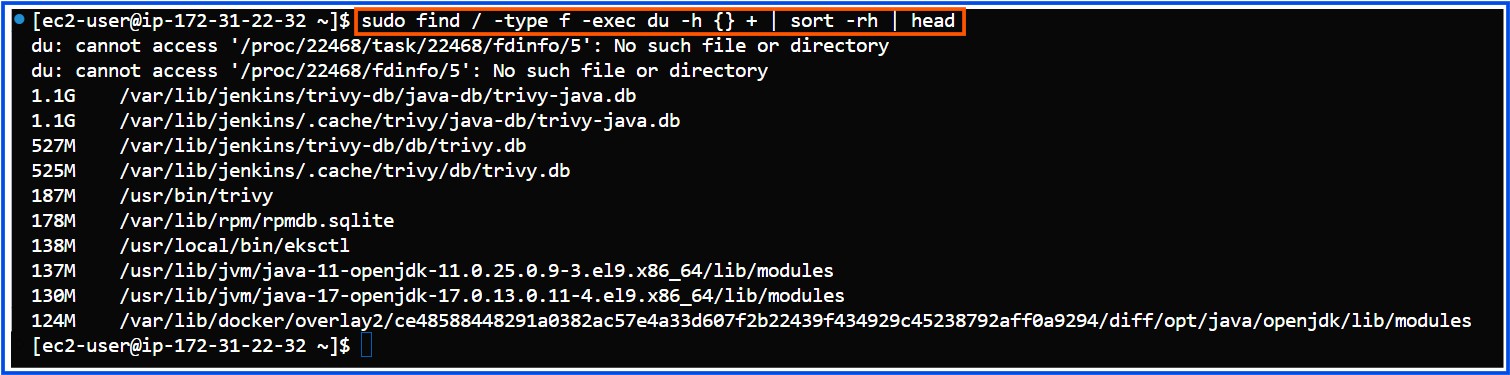 [ec2-user@ip-172-31-22-32 ~]$ sudo find / -type f -exec du -h {} + | sort -rh | head
du: cannot access '/proc/22468/task/22468/fdinfo/5': No such file or directory
du: cannot access '/proc/22468/fdinfo/5': No such file or directory
1.1G    /var/lib/jenkins/trivy-db/java-db/trivy-java.db
1.1G    /var/lib/jenkins/.cache/trivy/java-db/trivy-java.db
527M    /var/lib/jenkins/trivy-db/db/trivy.db
525M    /var/lib/jenkins/.cache/trivy/db/trivy.db
187M    /usr/bin/trivy
178M    /var/lib/rpm/rpmdb.sqlite
138M    /usr/local/bin/eksctl
137M    /usr/lib/jvm/java-11-openjdk-11.0.25.0.9-3.el9.x86_64/lib/modules
130M    /usr/lib/jvm/java-17-openjdk-17.0.13.0.11-4.el9.x86_64/lib/modules
124M    /var/lib/docker/overlay2/ce48588448291a0382ac57e4a33d607f2b22439f434929c45238792aff0a9294/diff/opt/java/openjdk/lib/modules
[ec2-user@ip-172-31-22-32 ~]$